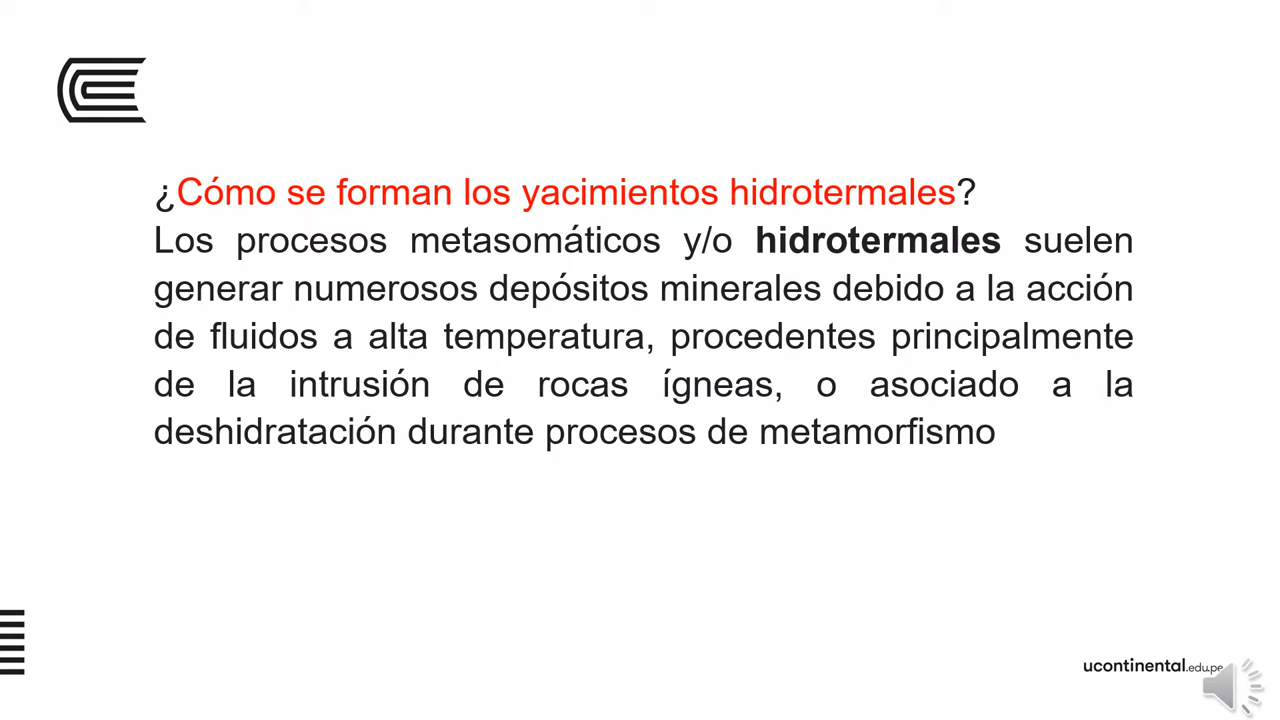 ¿Cómo se forman los yacimientos hidrotermales?
Los procesos metasomáticos y/o hidrotermales suelen
generar numerosos depósitos minerales debido a la acción
de fluidos a alta temperatura, procedentes principalmente
de la intrusión de rocas ígneas, o asociado a la
deshidratación durante procesos de metamorfismo
ucontinental.edu.pe